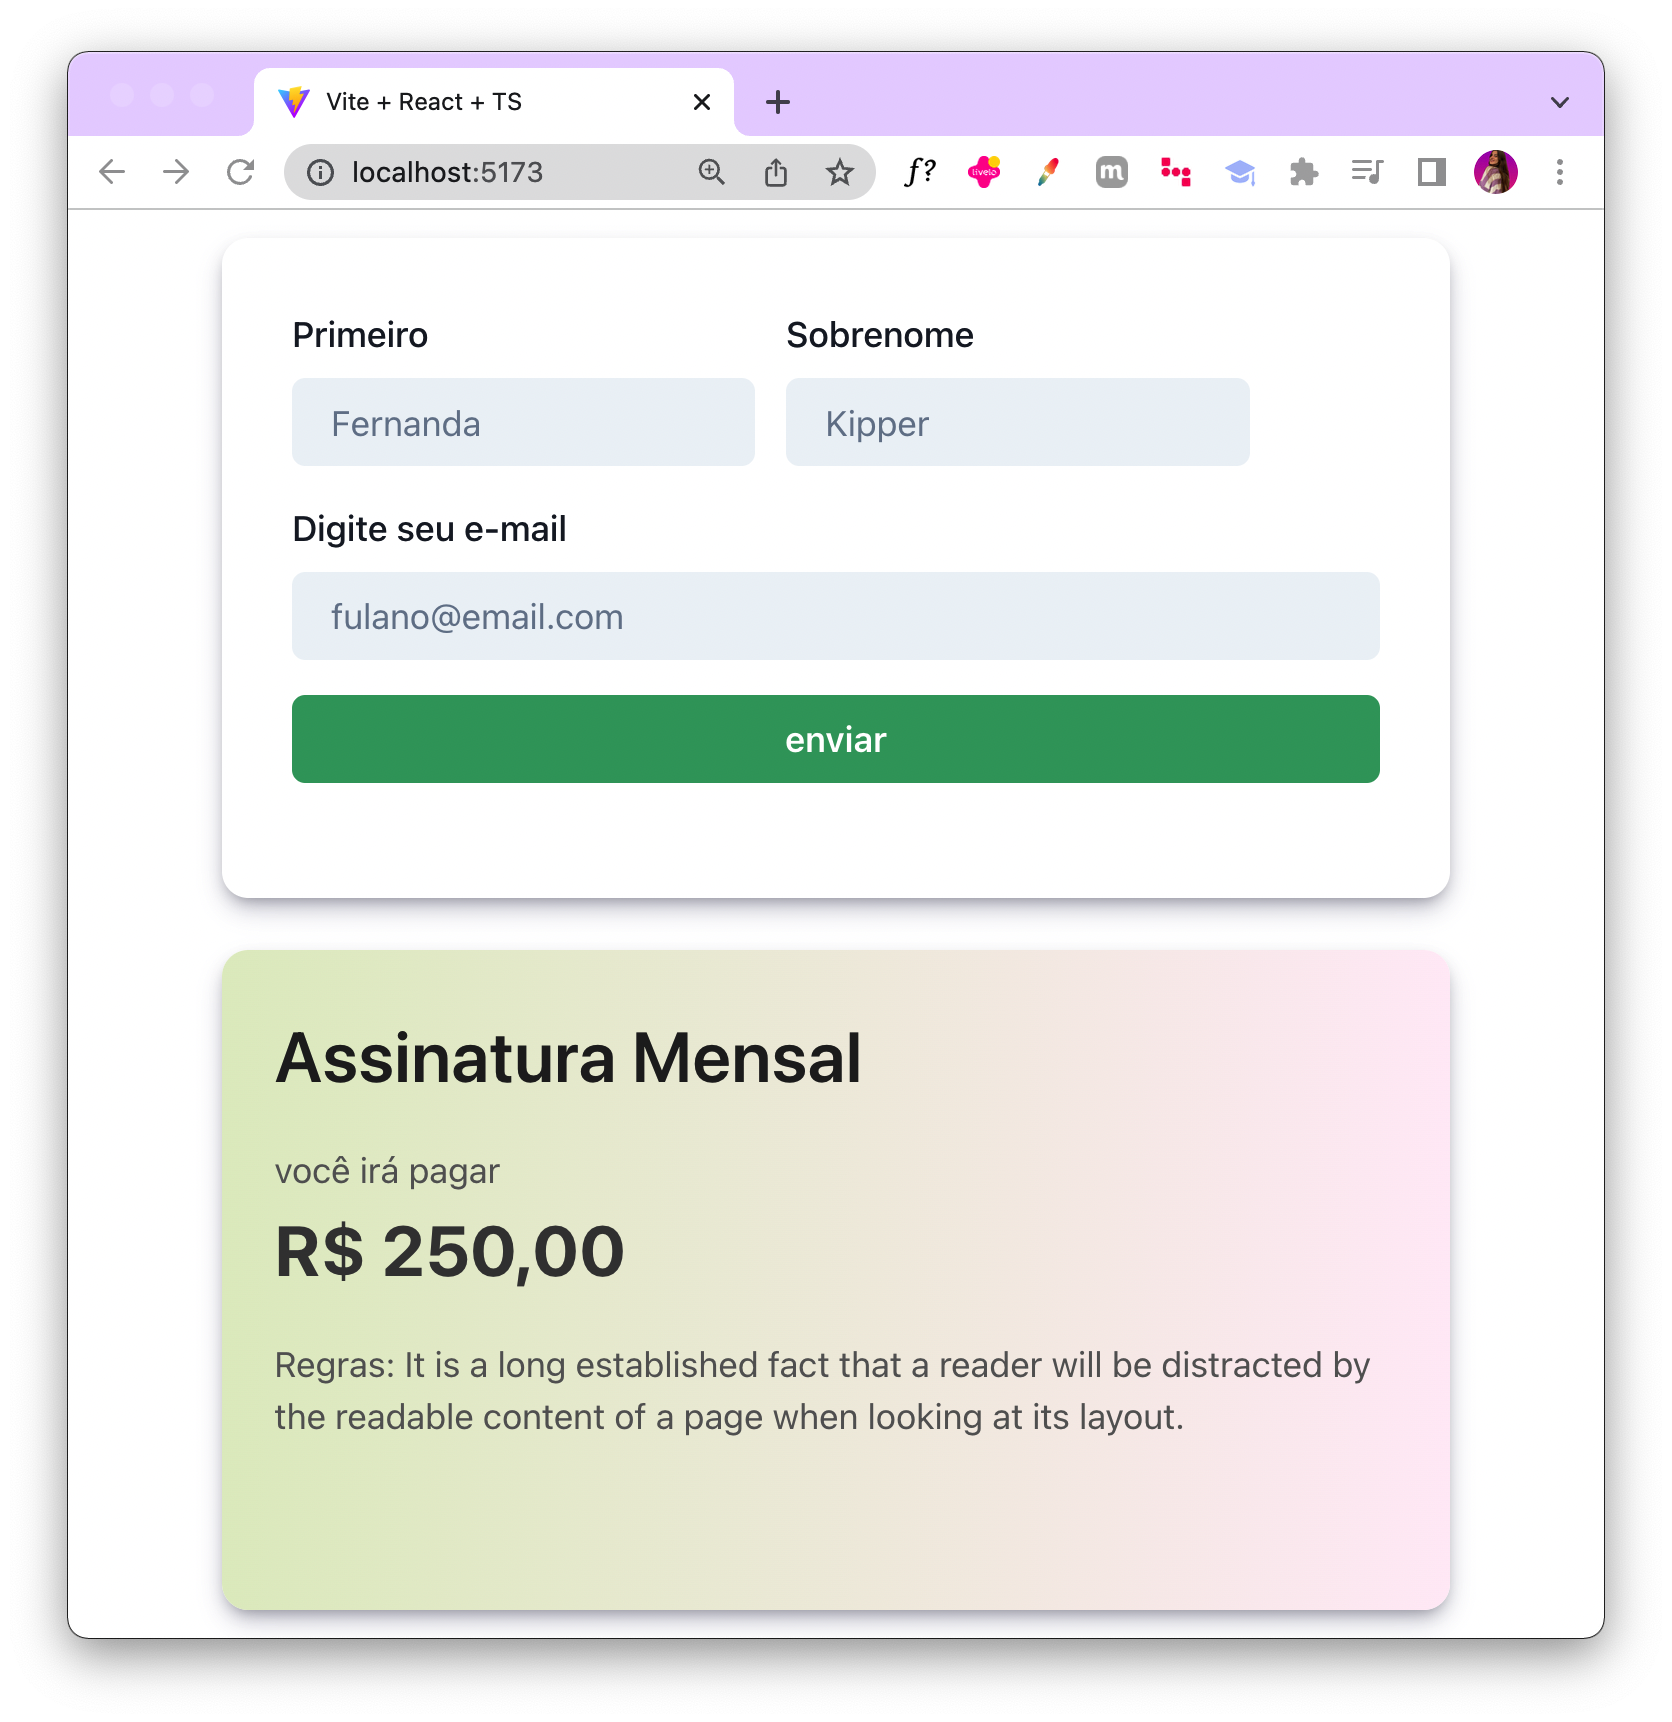 Vite + React + TS
localhost:5173
f?
livelo
m
Primeiro
Sobrenome
Fernanda
Kipper
Digite seu e-mail
fulano@email.com
enviar
Assinatura Mensal
você irá pagar
R$ 250,00
Regras: It is a long established fact that a reader will be distracted by
the readable content of a page when looking at its layout.